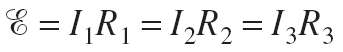 ℰ = I₁R₁ = I₂R₂ = I₃R₃